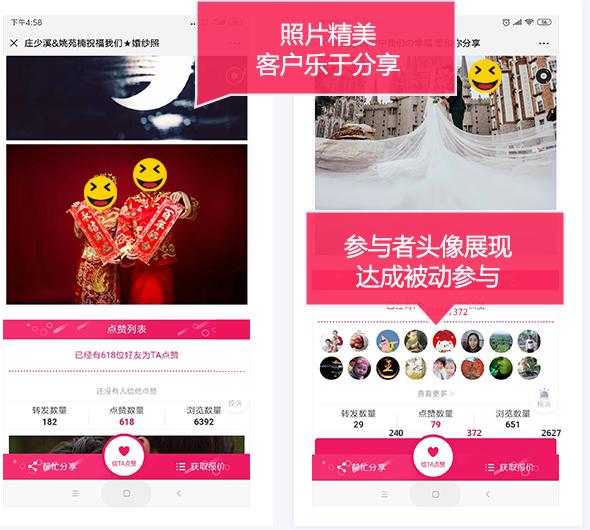 下午4:58
庄少溪&姚苑楠祝福我们★婚纱照
照片精美
客户乐于分享
56
点赞列表
已经有618位好友为TA点赞
还没有人给他点赞
投诉
转发数量
182
点赞数量
618
浏览数量
6392
帮忙分享
给TA点赞
获取报价
参与者头像展现
达成被动参与
372
查看更多 >
投诉
转发数量
29
点赞数量
79
浏览数量
651
240
372
2627
帮忙分享
给TA点赞
获取报价